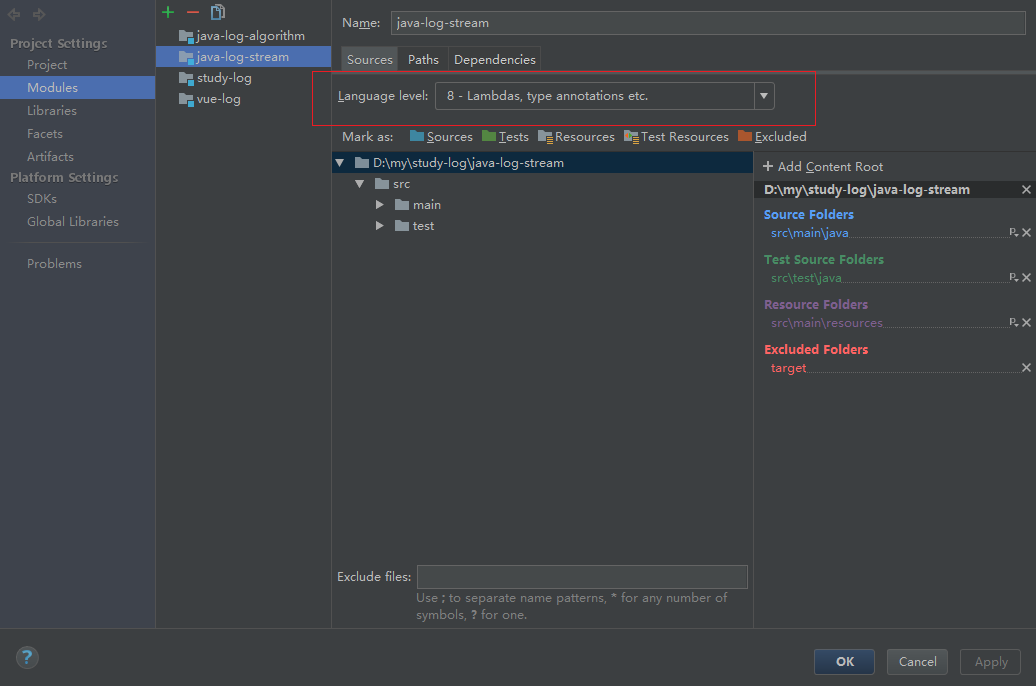 Project Settings
Project
Modules
Libraries
Facets
Artifacts
Platform Settings
SDKs
Global Libraries
Problems
java-log-algorithm
java-log-stream
study-log
vue-log
Name: java-log-stream
Sources Paths Dependencies
Language level: 8 - Lambdas, type annotations etc.
Mark as: Sources Tests Resources Test Resources Excluded
D:\my\study-log\java-log-stream
src
main
test
+ Add Content Root
D:\my\study-log\java-log-stream
Source Folders
src\main\java
Test Source Folders
src\test\java
Resource Folders
src\main\resources
Excluded Folders
target
Exclude files:
Use ; to separate name patterns, * for any number of
symbols, ? for one.
? OK Cancel Apply